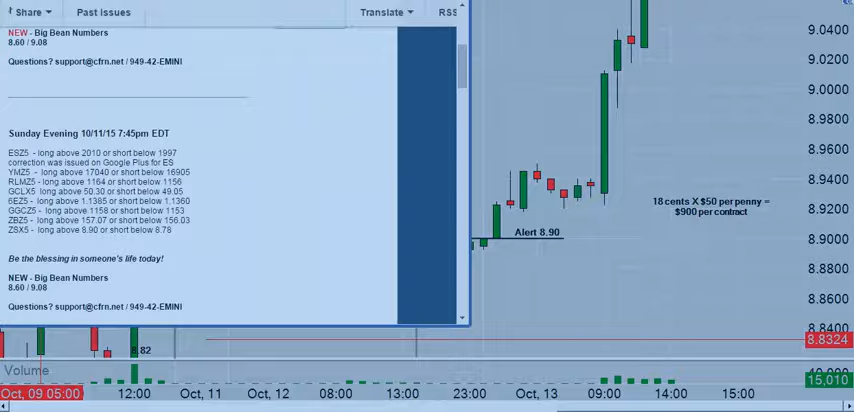 Share
Past issues
Translate
RSS
NEW - Big Bean Numbers
8.60 / 9.08
Questions? support@cfrn.net / 949-42-EMINI
Sunday Evening 10/11/15 7:45pm EDT
ESZ5 - long above 2010 or short below 1997
correction was issued on Google Plus for ES
YMZ5 - long above 17040 or short below 16905
RLMZ5 - long above 1164 or short below 1156
GCLX5 - long above 50.30 or short below 49.05
6EZ5 - long above 1.1385 or short below 1.1360
GGCZ5 - long above 1158 or short below 1153
ZBZ5 - long above 157.07 or short below 156.03
ZSX5 - long above 8.90 or short below 8.78
Be the blessing in someone's life today!
NEW - Big Bean Numbers
8.60 / 9.08
Questions? support@cfrn.net / 949-42-EMINI
18 cents X $50 per penny =
$900 per contract
Alert 8.90
8.82
9.0400
9.0200
9.0000
8.9800
8.9600
8.9400
8.9200
8.9000
8.8800
8.8600
8.8400
8.8324
Volume
15,010
Oct, 09 05:00
12:00
Oct, 11
Oct, 12
08:00
13:00
23:00
Oct, 13
09:00
14:00
15:00